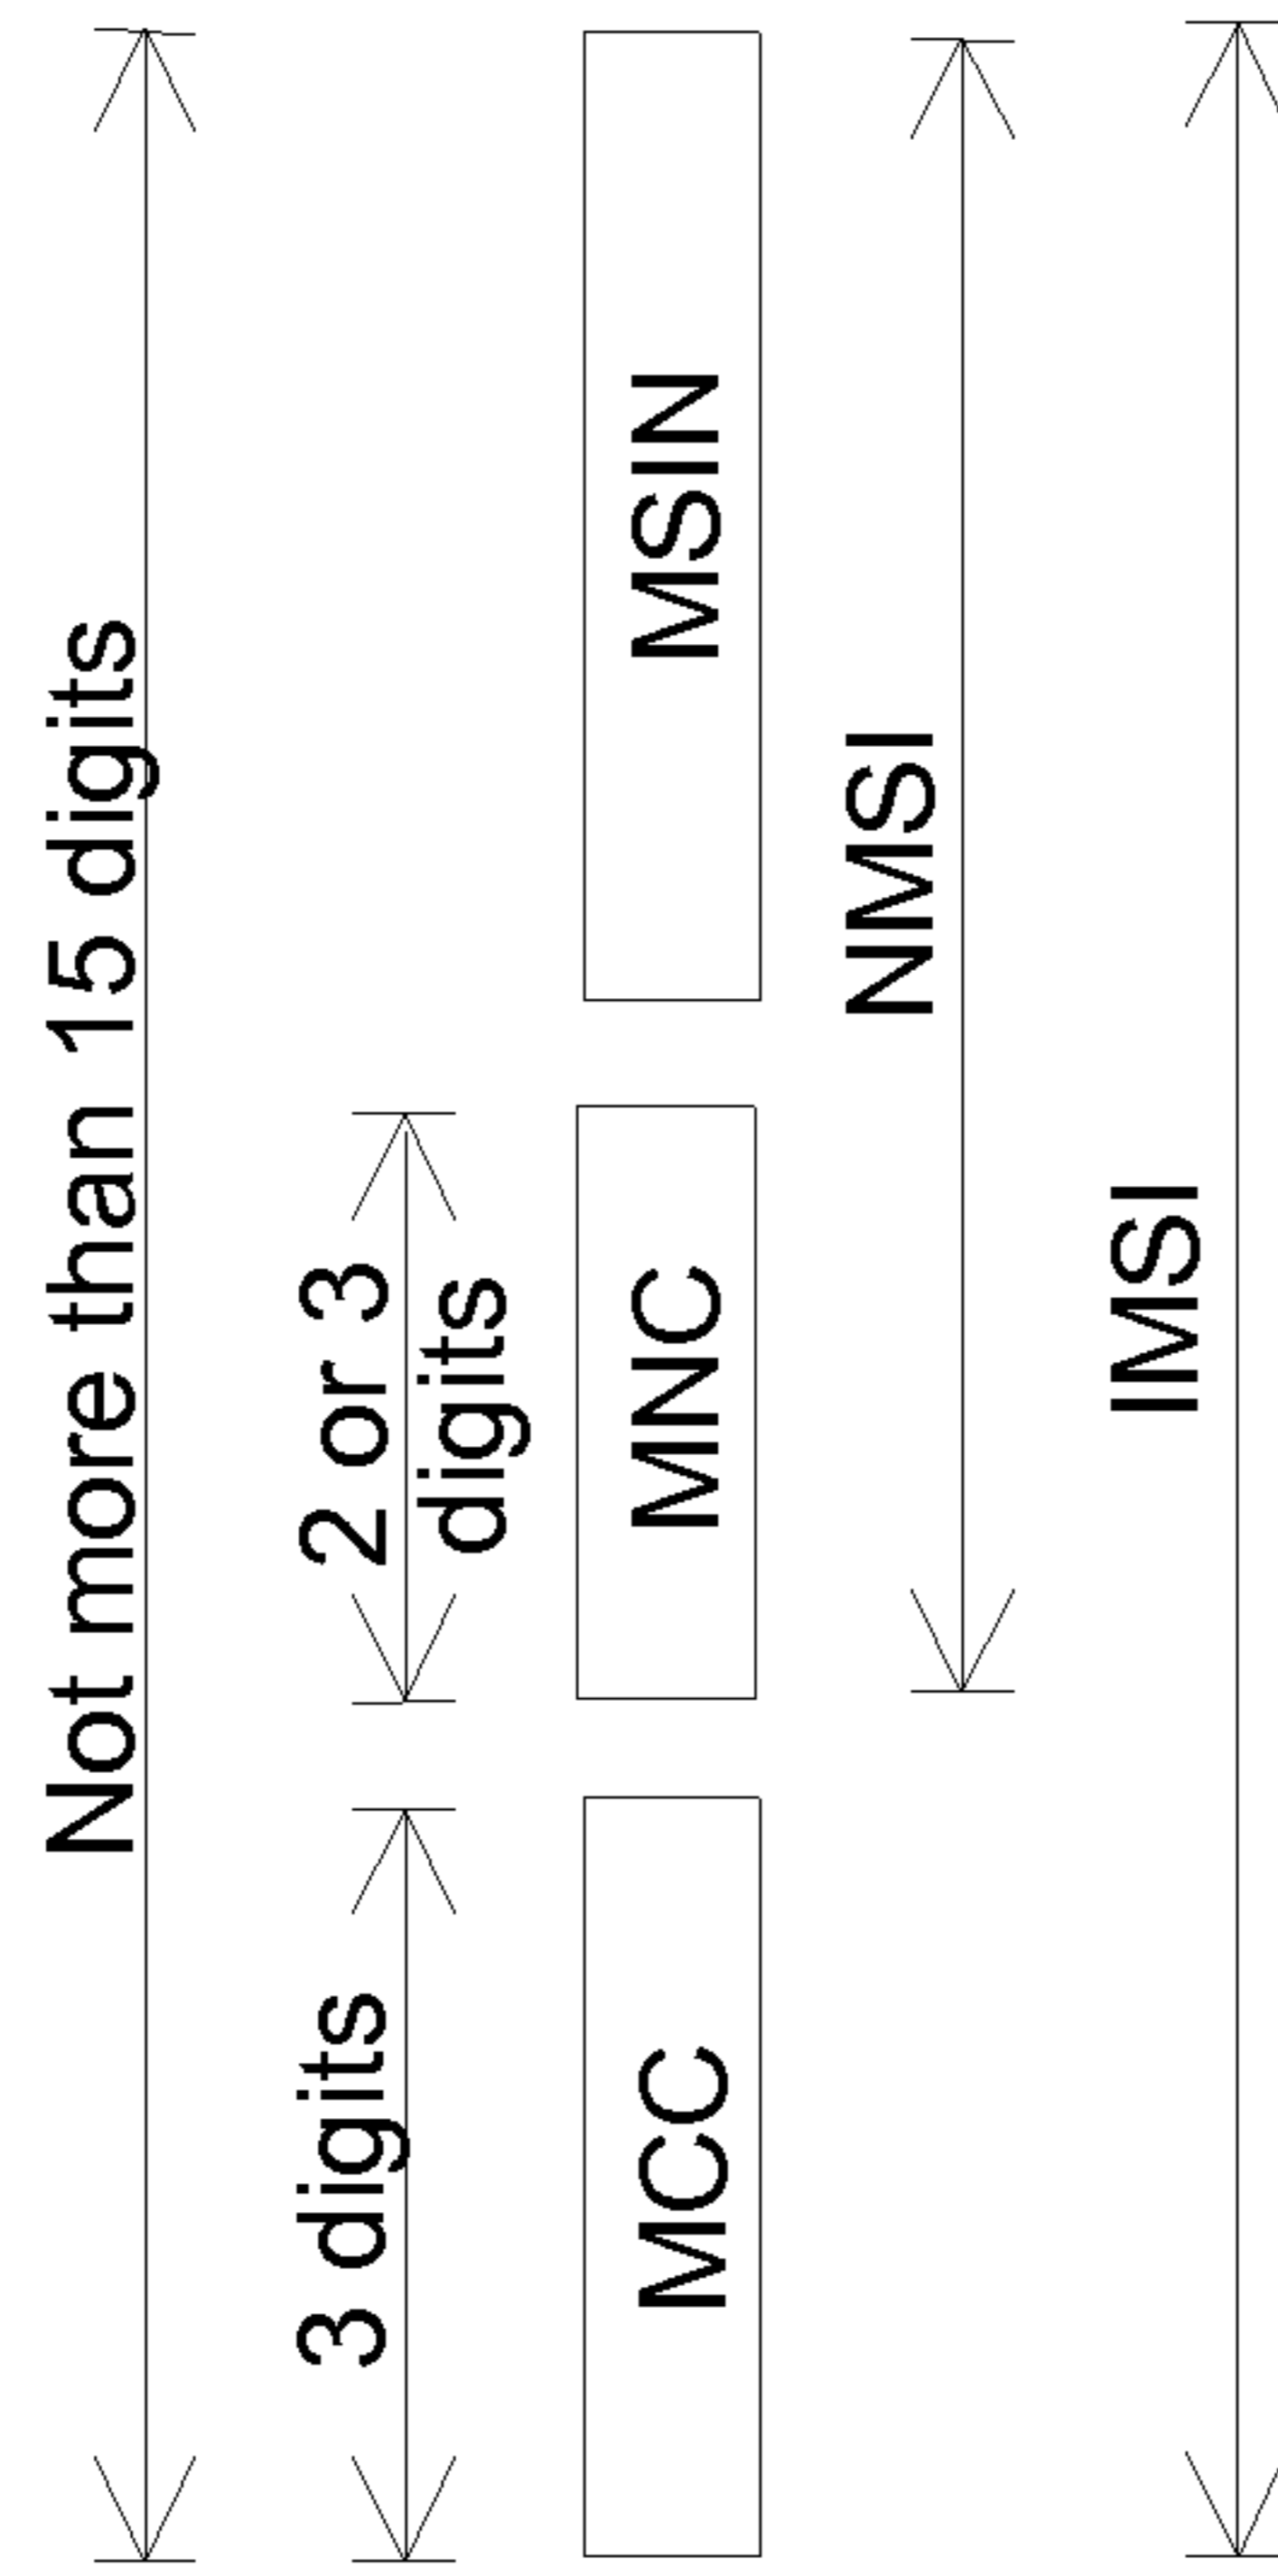 Not more than 15 digits
3 digits
2 or 3
digits
MCC
MNC
MSIN
NMSI
IMSI